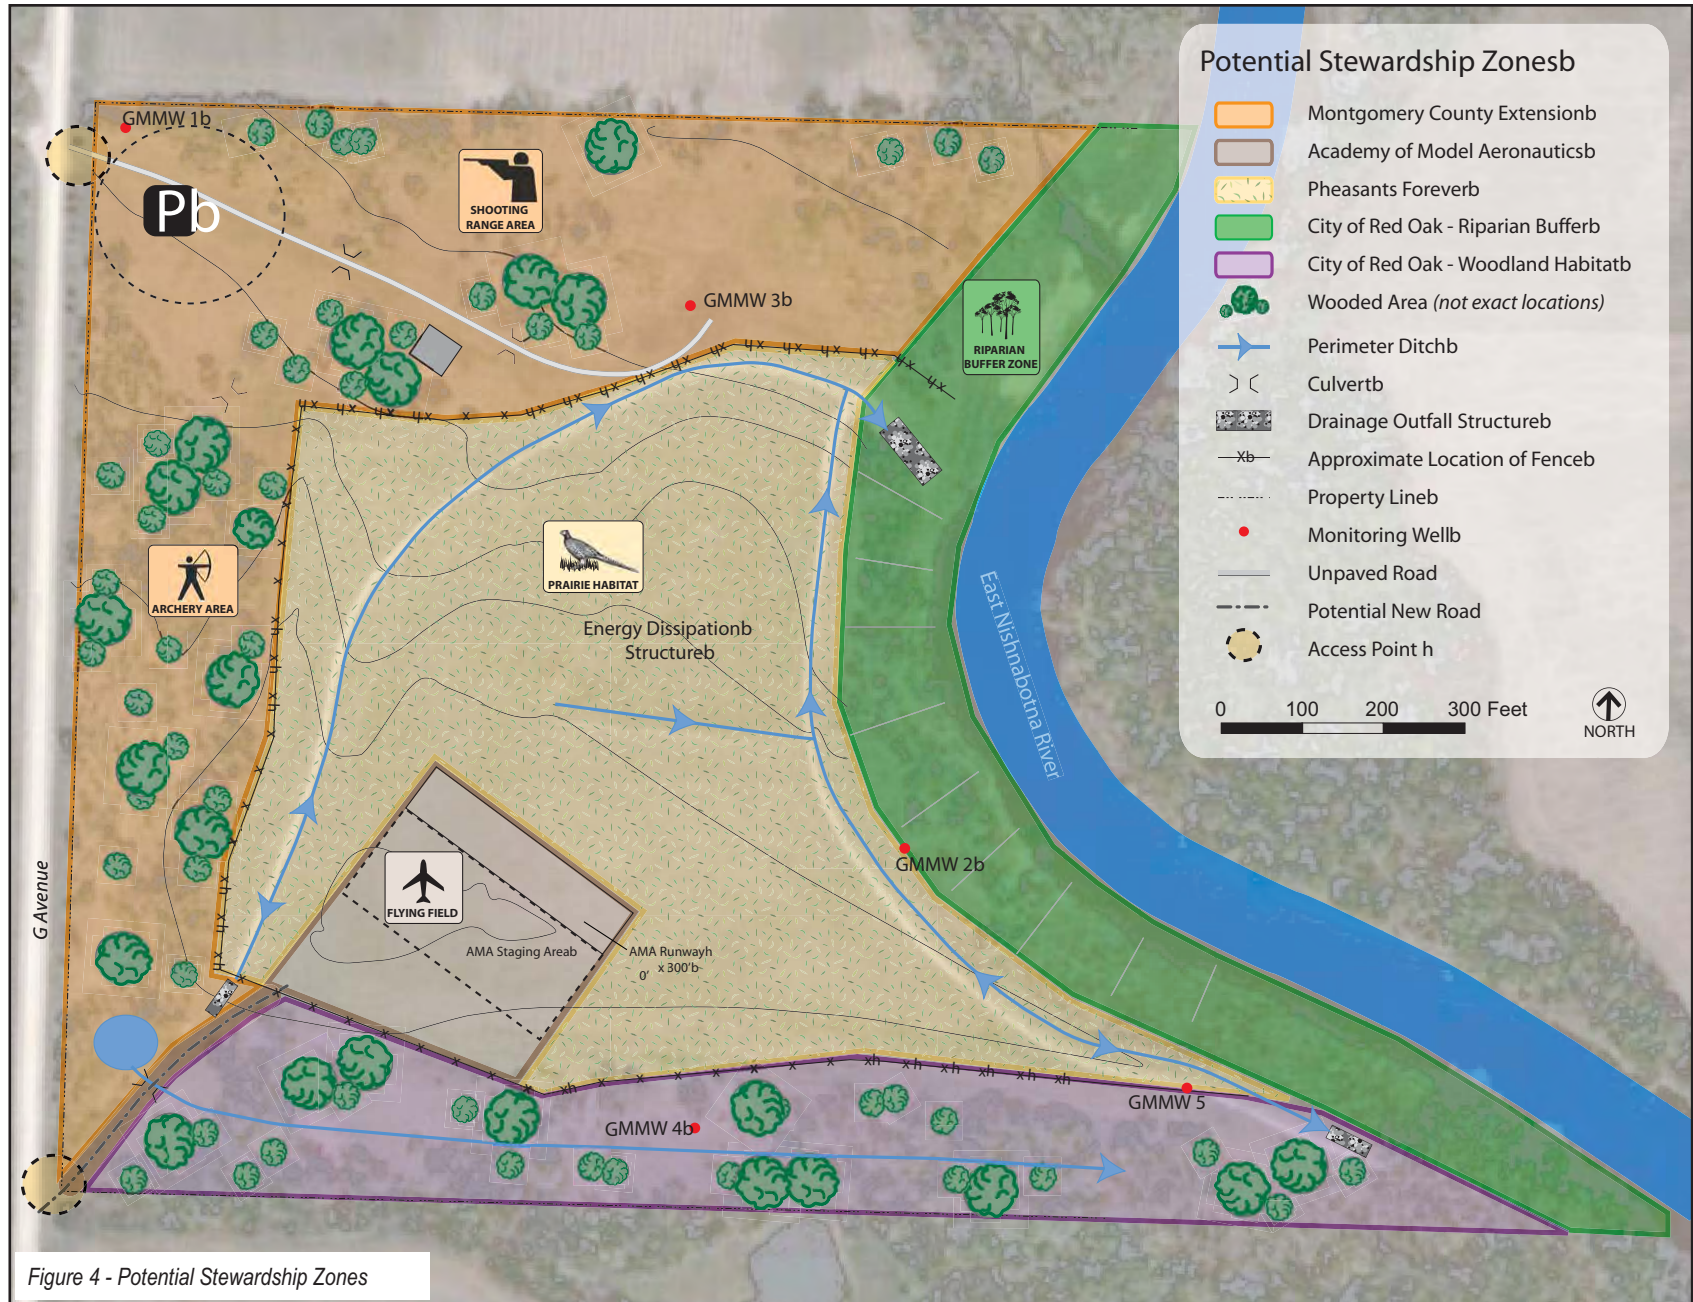 GMMW 1b
Pb
SHOOTING
RANGE AREA
GMMW 3b
RIPARIAN
BUFFER ZONE
ARCHERY AREA
PRAIRIE HABITAT
Energy Dissipationb
Structureb
East Nishnabotna River
GMMW 2b
G Avenue
FLYING FIELD
AMA Staging Areab
AMA Runwayh
0' x 300'b
GMMW 5
GMMW 4b
Potential Stewardship Zonesb
Montgomery County Extensionb
Academy of Model Aeronauticsb
Pheasants Foreverb
City of Red Oak - Riparian Bufferb
City of Red Oak - Woodland Habitatb
Wooded Area (not exact locations)
Perimeter Ditchb
Culvertb
Drainage Outfall Structureb
Xb
Approximate Location of Fenceb
Property Lineb
Monitoring Wellb
Unpaved Road
Potential New Road
Access Point h
0 100 200 300 Feet
NORTH
Figure 4 - Potential Stewardship Zones